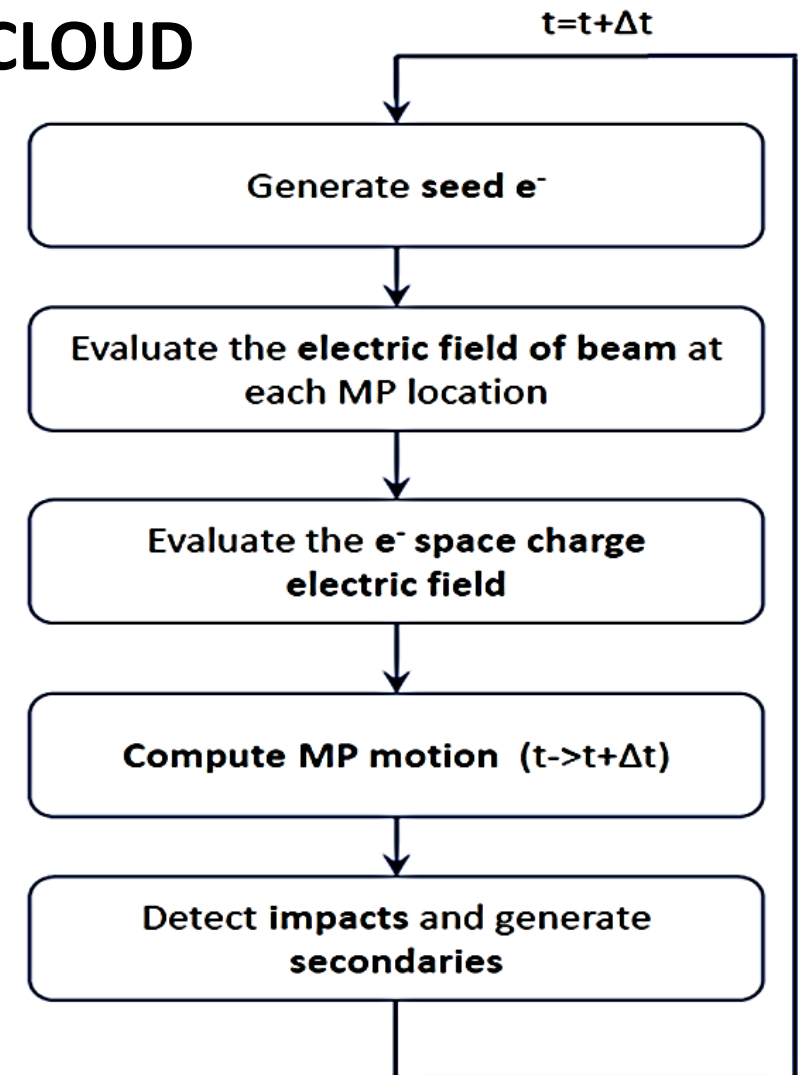 CLOUD
t=t+Δt
Generate seed e⁻
Evaluate the electric field of beam at
each MP location
Evaluate the e⁻ space charge
electric field
Compute MP motion (t->t+Δt)
Detect impacts and generate
secondaries